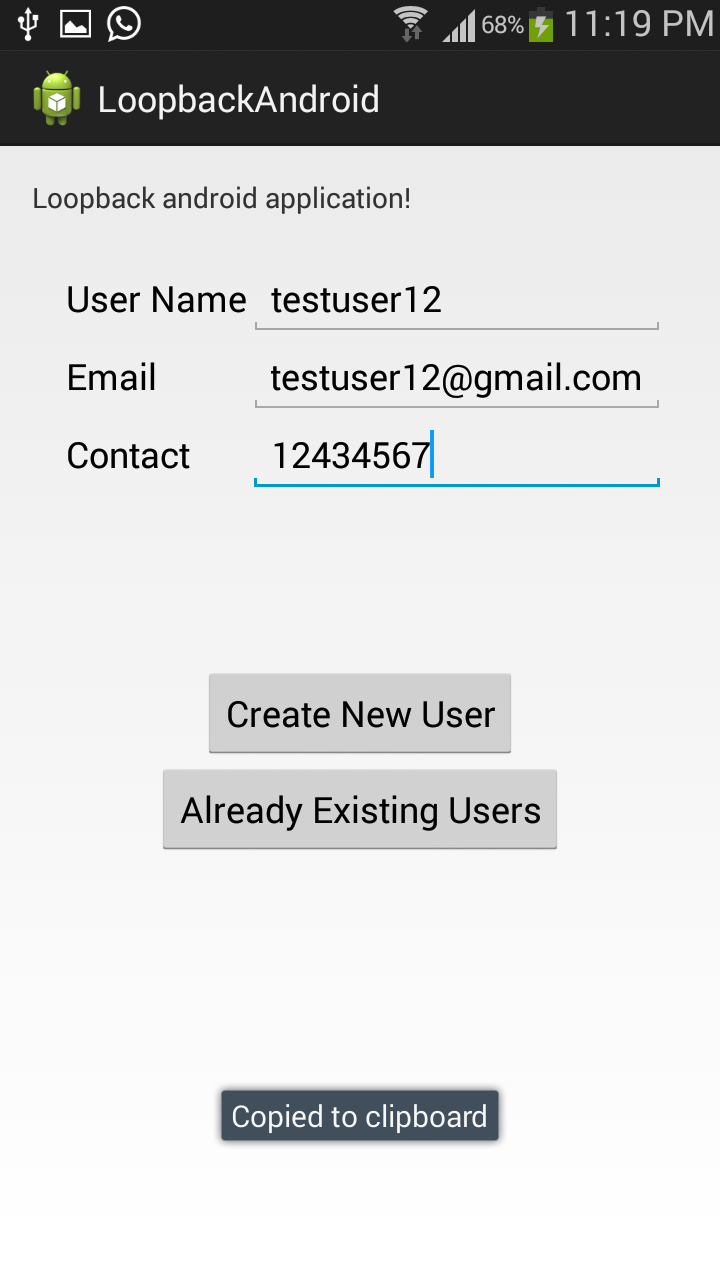 68% 11:19 PM
LoopbackAndroid
Loopback android application!
User Name testuser12
Email testuser12@gmail.com
Contact 12434567
Create New User
Already Existing Users
Copied to clipboard